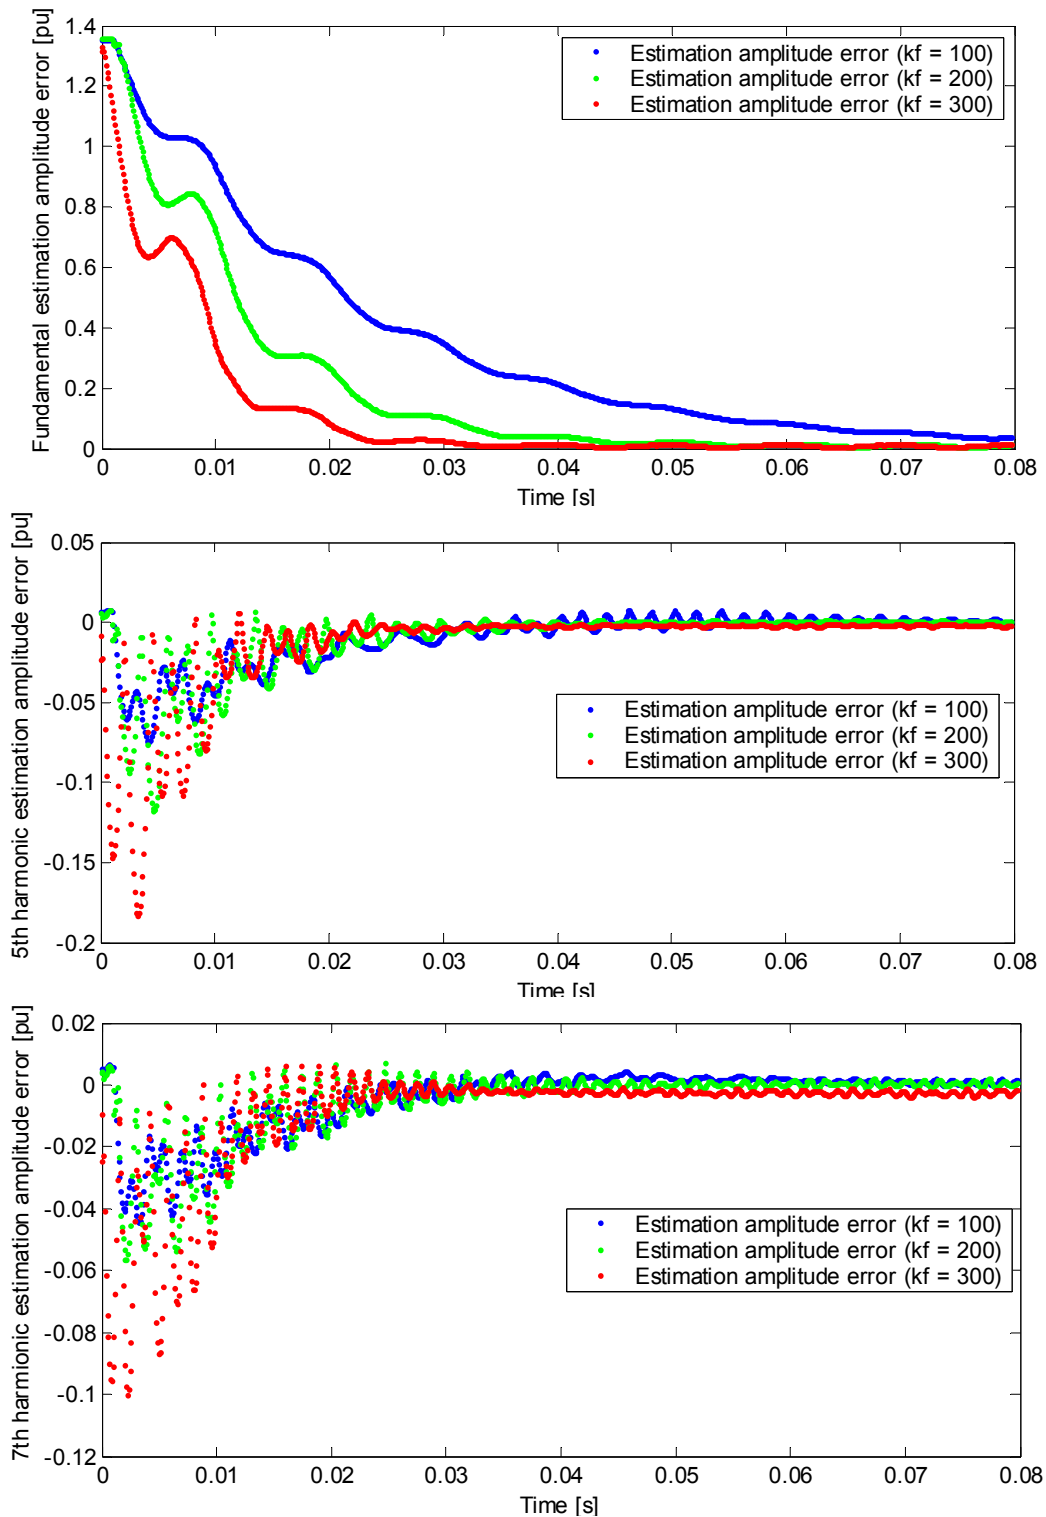 Fundamental estimation amplitude error [pu]
1.4
1.2
1
0.8
0.6
0.4
0.2
0
Estimation amplitude error (kf = 100)
Estimation amplitude error (kf = 200)
Estimation amplitude error (kf = 300)
0 0.01 0.02 0.03 0.04 0.05 0.06 0.07 0.08
Time [s]
5th harmonic estimation amplitude error [pu]
0.05
0
-0.05
-0.1
-0.15
-0.2
Estimation amplitude error (kf = 100)
Estimation amplitude error (kf = 200)
Estimation amplitude error (kf = 300)
0 0.01 0.02 0.03 0.04 0.05 0.06 0.07 0.08
Time [s]
7th harmionic estimation amplitude error [pu]
0.02
0
-0.02
-0.04
-0.06
-0.08
-0.1
-0.12
Estimation amplitude error (kf = 100)
Estimation amplitude error (kf = 200)
Estimation amplitude error (kf = 300)
0 0.01 0.02 0.03 0.04 0.05 0.06 0.07 0.08
Time [s]